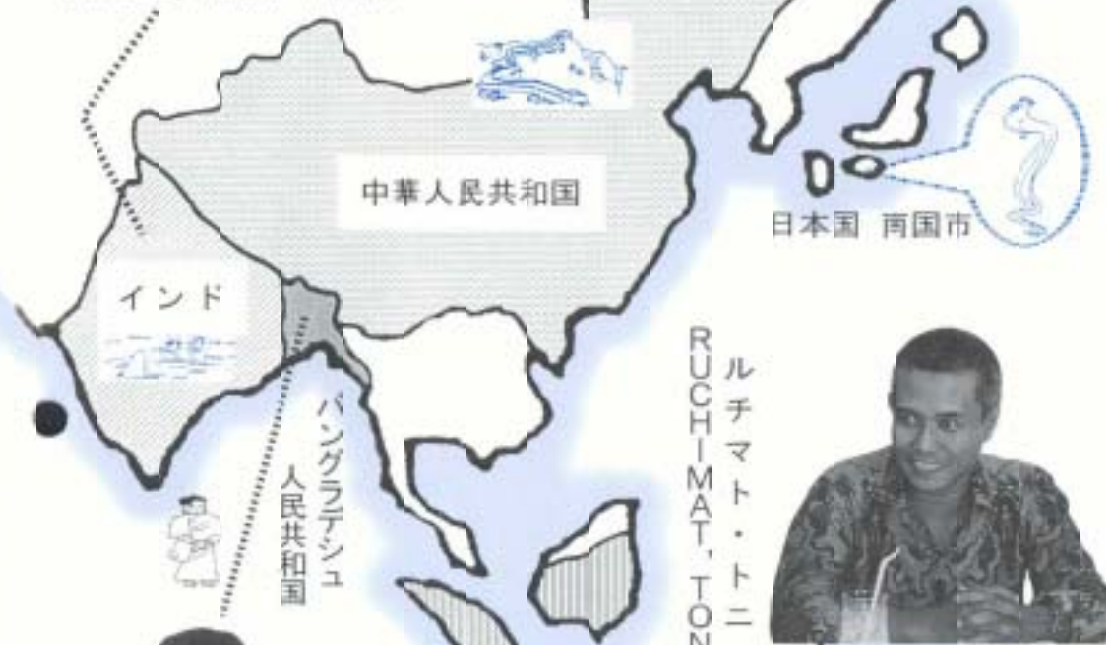 中華人民共和国
日本国 南国市
インド
バングラデシュ
人民共和国
ルチマト・トニ
RUCHIMAT, TON